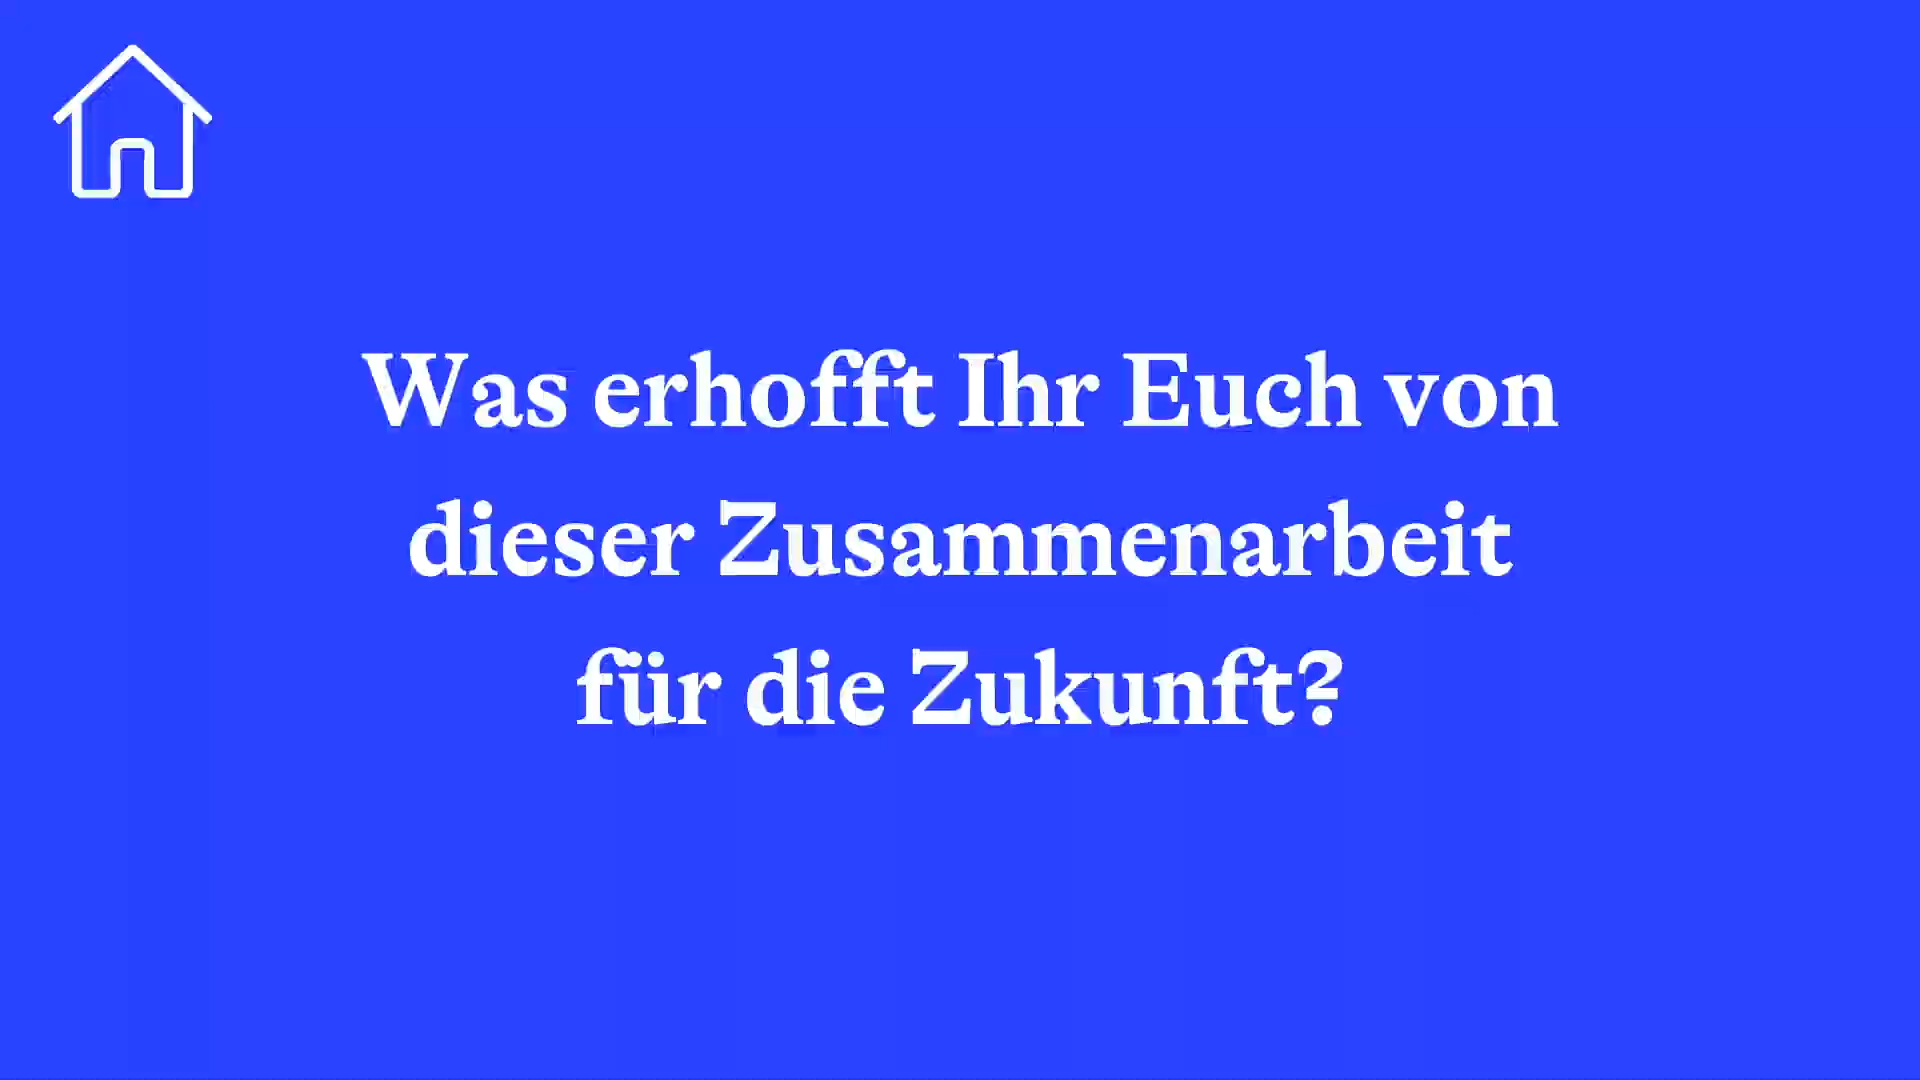 Was erhofft Ihr Euch von
dieser Zusammenarbeit
für die Zukunft?